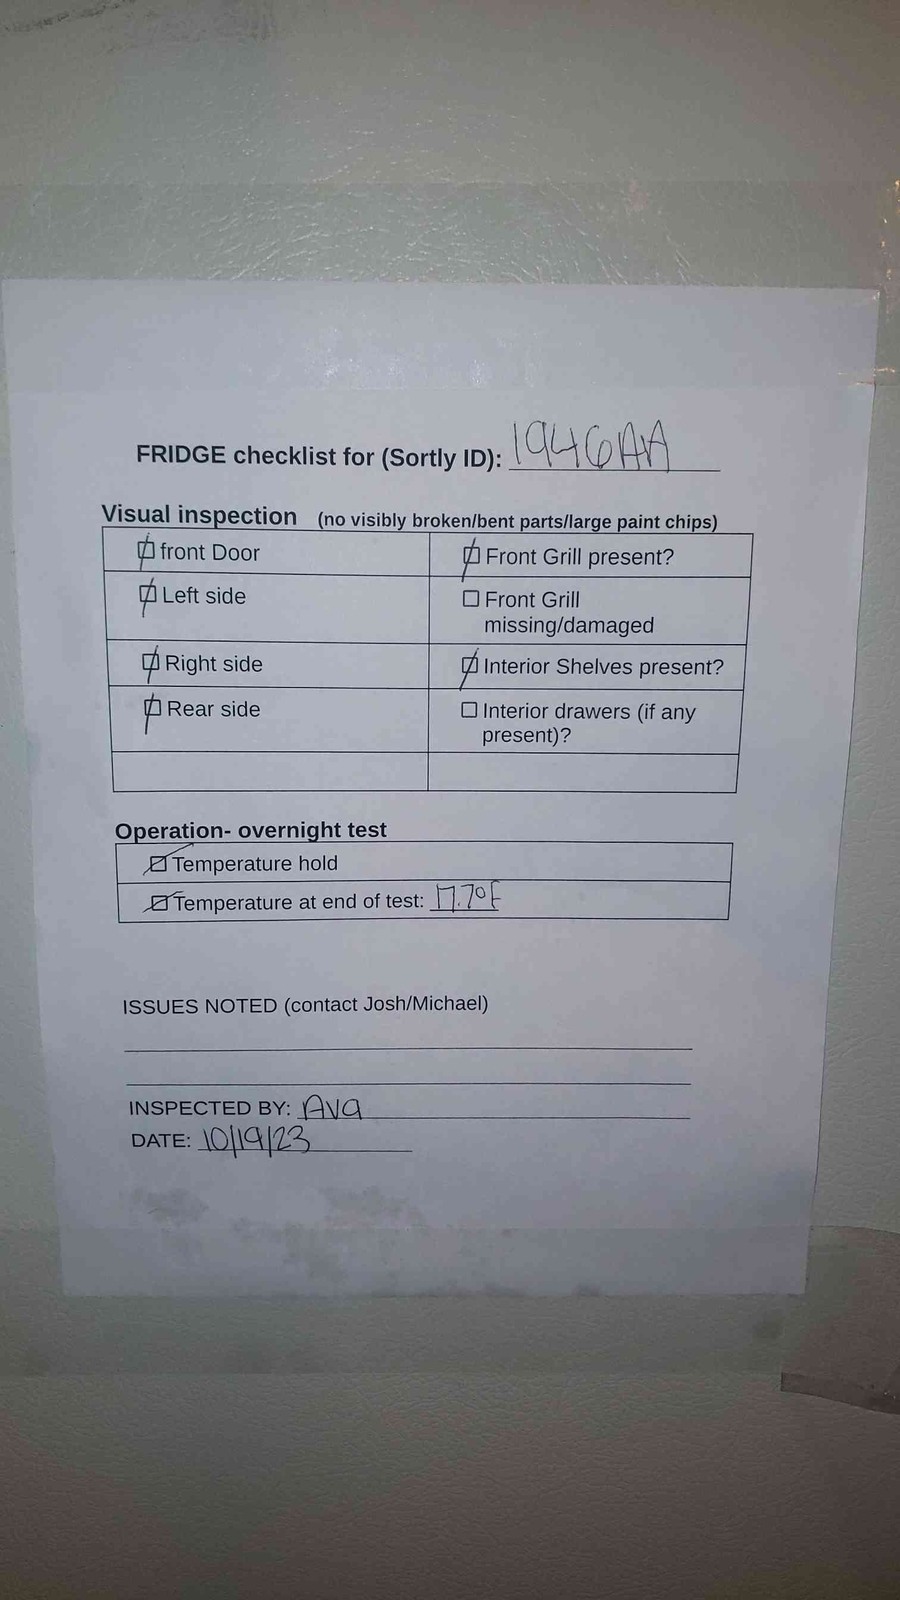 FRIDGE checklist for (Sortly ID): 1946AA
Visual inspection (no visibly broken/bent parts/large paint chips)
☑ front Door
☑ Front Grill present?
☑ Left side
☐ Front Grill
missing/damaged
☑ Right side
☑ Interior Shelves present?
☑ Rear side
☐ Interior drawers (if any
present)?
Operation- overnight test
☑ Temperature hold
☑ Temperature at end of test: 17.7°F
ISSUES NOTED (contact Josh/Michael)
INSPECTED BY: Ava
DATE: 10/19/23